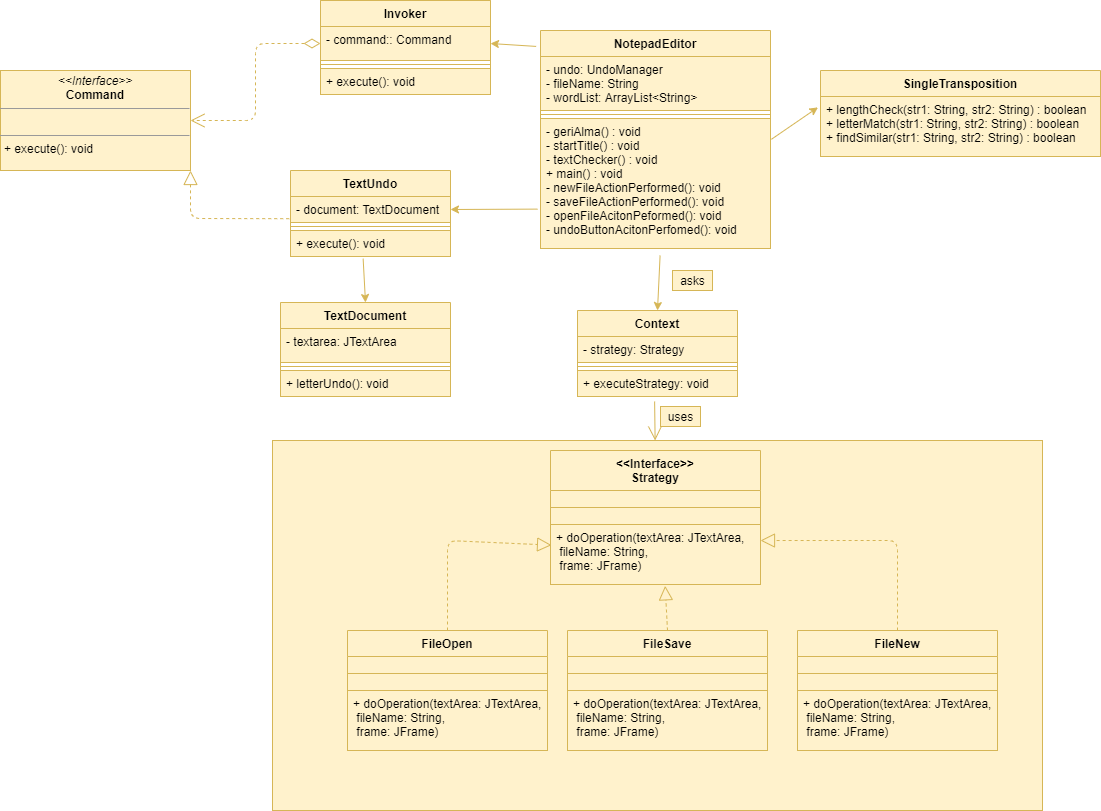 Invoker
- command:: Command
+ execute(): void
<<Interface>>
Command
+ execute(): void
NotepadEditor
- undo: UndoManager
- fileName: String
- wordList: ArrayList<String>
- geriAlma() : void
- startTitle() : void
- textChecker() : void
+ main() : void
- newFileActionPerformed(): void
- saveFileActionPerformed(): void
- openFileAcitonPeformed(): void
- undoButtonAcitonPerfomed(): void
SingleTransposition
+ lengthCheck(str1: String, str2: String) : boolean
+ letterMatch(str1: String, str2: String) : boolean
+ findSimilar(str1: String, str2: String) : boolean
TextUndo
- document: TextDocument
+ execute(): void
TextDocument
- textarea: JTextArea
+ letterUndo(): void
asks
Context
- strategy: Strategy
+ executeStrategy: void
uses
<<Interface>>
Strategy
+ doOperation(textArea: JTextArea,
fileName: String,
frame: JFrame)
FileOpen
+ doOperation(textArea: JTextArea,
fileName: String,
frame: JFrame)
FileSave
+ doOperation(textArea: JTextArea,
fileName: String,
frame: JFrame)
FileNew
+ doOperation(textArea: JTextArea,
fileName: String,
frame: JFrame)